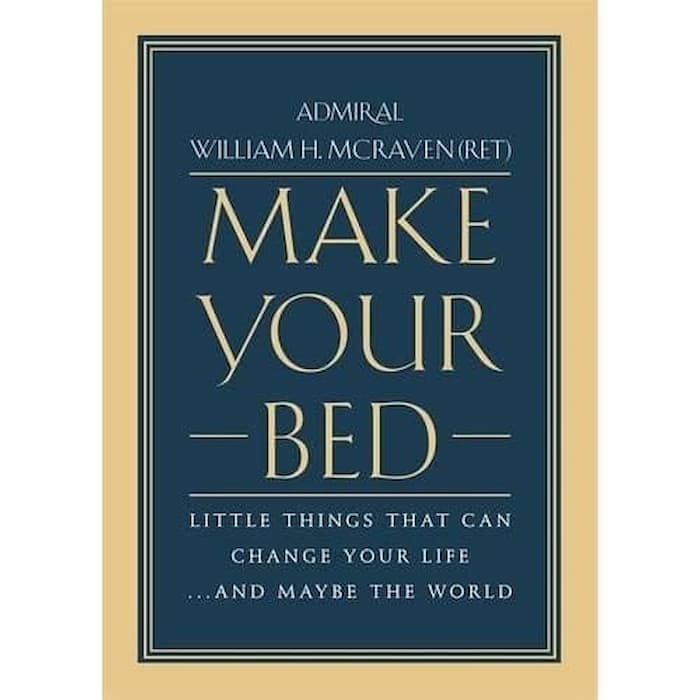 ADMIRAL
WILLIAM H. MCRAVEN (RET)
MAKE
YOUR
BED
LITTLE THINGS THAT CAN
CHANGE YOUR LIFE
...AND MAYBE THE WORLD